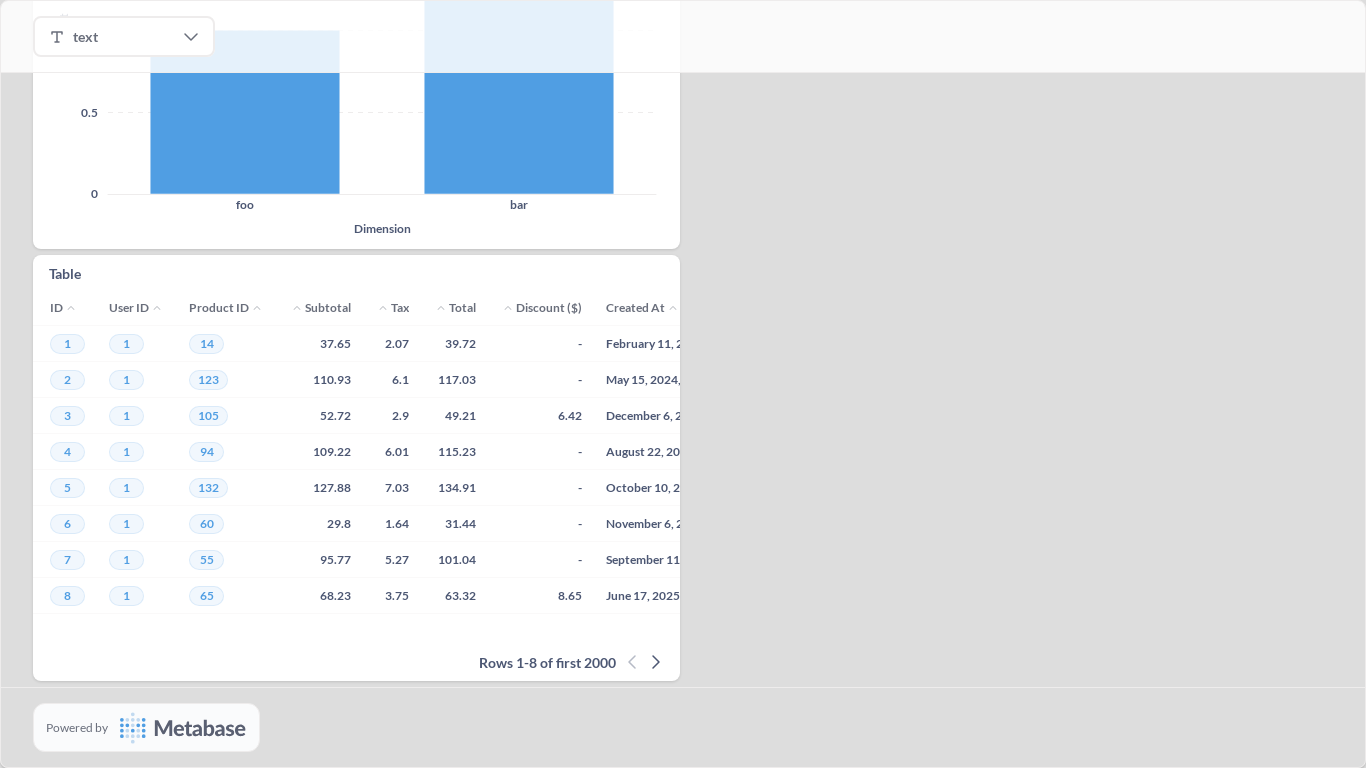 text
0.5
0
foo bar
Dimension
Table
ID User ID Product ID Subtotal Tax Total Discount ($) Created At
1 1 14 37.65 2.07 39.72 - February 11, 2
2 1 123 110.93 6.1 117.03 - May 15, 2024,
3 1 105 52.72 2.9 49.21 6.42 December 6, 2
4 1 94 109.22 6.01 115.23 - August 22, 20
5 1 132 127.88 7.03 134.91 - October 10, 2
6 1 60 29.8 1.64 31.44 - November 6, 2
7 1 55 95.77 5.27 101.04 - September 11
8 1 65 68.23 3.75 63.32 8.65 June 17, 2025
Rows 1-8 of first 2000
Powered by Metabase